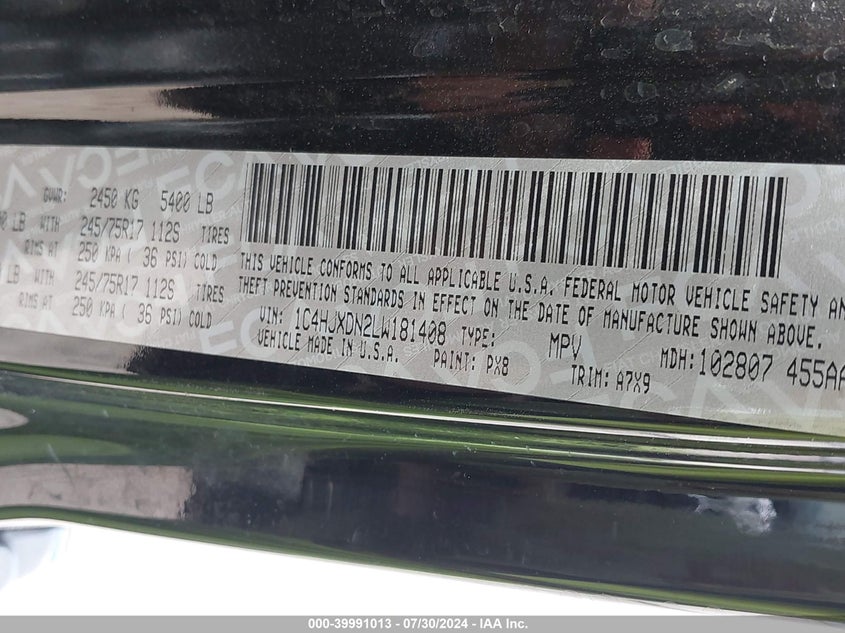 GVWR: 2450 KG 5400 LB
LB WITH 245/75R17 112S TIRES
RIMS AT 250 KPA ( 36 PSI) COLD
LB WITH 245/75R17 112S TIRES
RIMS AT 250 KPA ( 36 PSI) COLD
THIS VEHICLE CONFORMS TO ALL APPLICABLE U.S.A. FEDERAL MOTOR VEHICLE SAFETY
THEFT PREVENTION STANDARDS IN EFFECT ON THE DATE OF MANUFACTURE SHOWN ABOVE.
VIN: 1C4HJXDN2LW181408 TYPE: MPV MDH: 102807 455AA
VEHICLE MADE IN U.S.A. PAINT: PX8 TRIM: A7X9
000-39991013 - 07/30/2024 - IAA Inc.